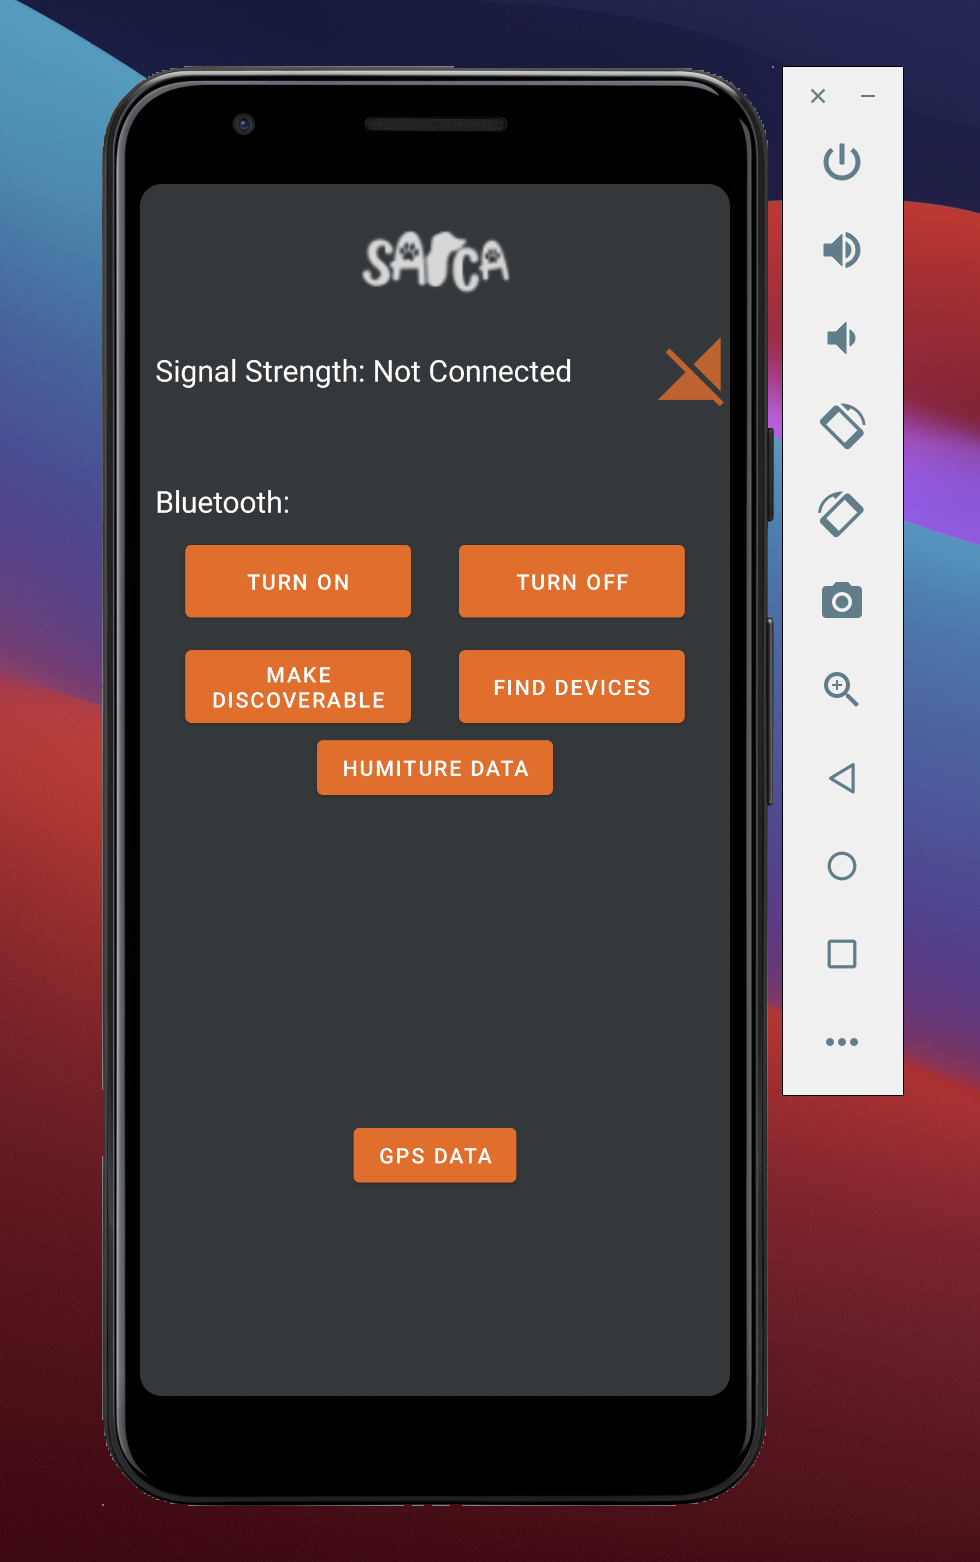 SARCA
Signal Strength: Not Connected
Bluetooth:
TURN ON
TURN OFF
MAKE
DISCOVERABLE
FIND DEVICES
HUMITURE DATA
GPS DATA